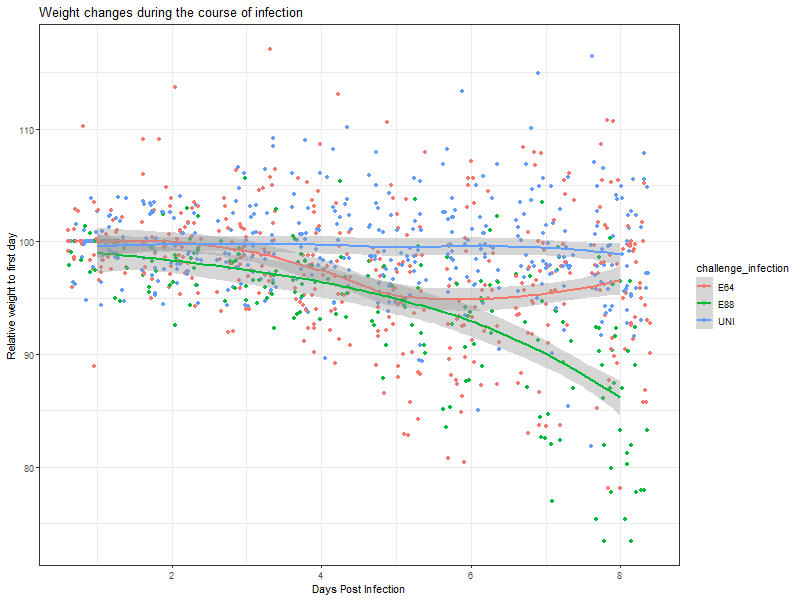 Weight changes during the course of infection
Relative weight to first day
110
100
90
80
2
4
6
8
Days Post Infection
challenge_infection
E64
E88
UNI